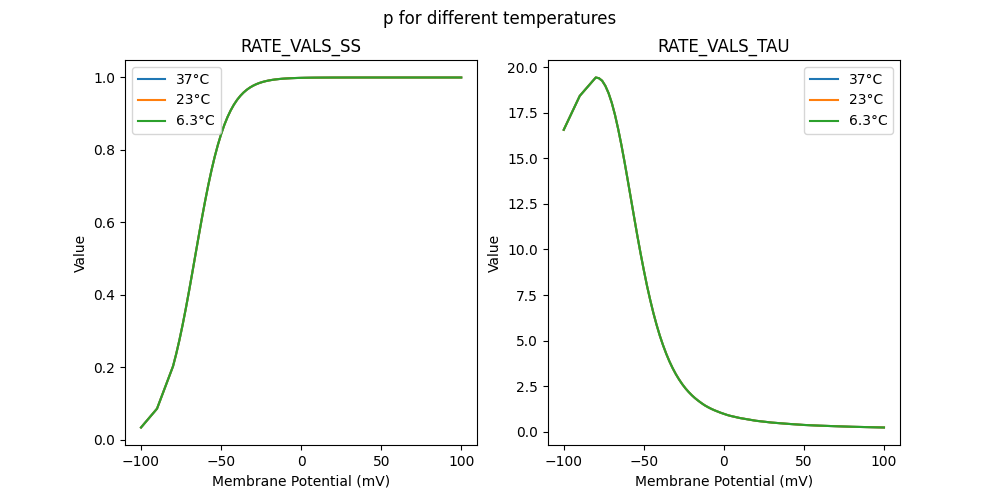 p for different temperatures
RATE_VALS_SS
37°C
23°C
6.3°C
1.0
0.8
0.6
0.4
0.2
0.0
Value
−100
−50
0
50
100
Membrane Potential (mV)
RATE_VALS_TAU
37°C
23°C
6.3°C
20.0
17.5
15.0
12.5
10.0
7.5
5.0
2.5
0.0
Value
−100
−50
0
50
100
Membrane Potential (mV)